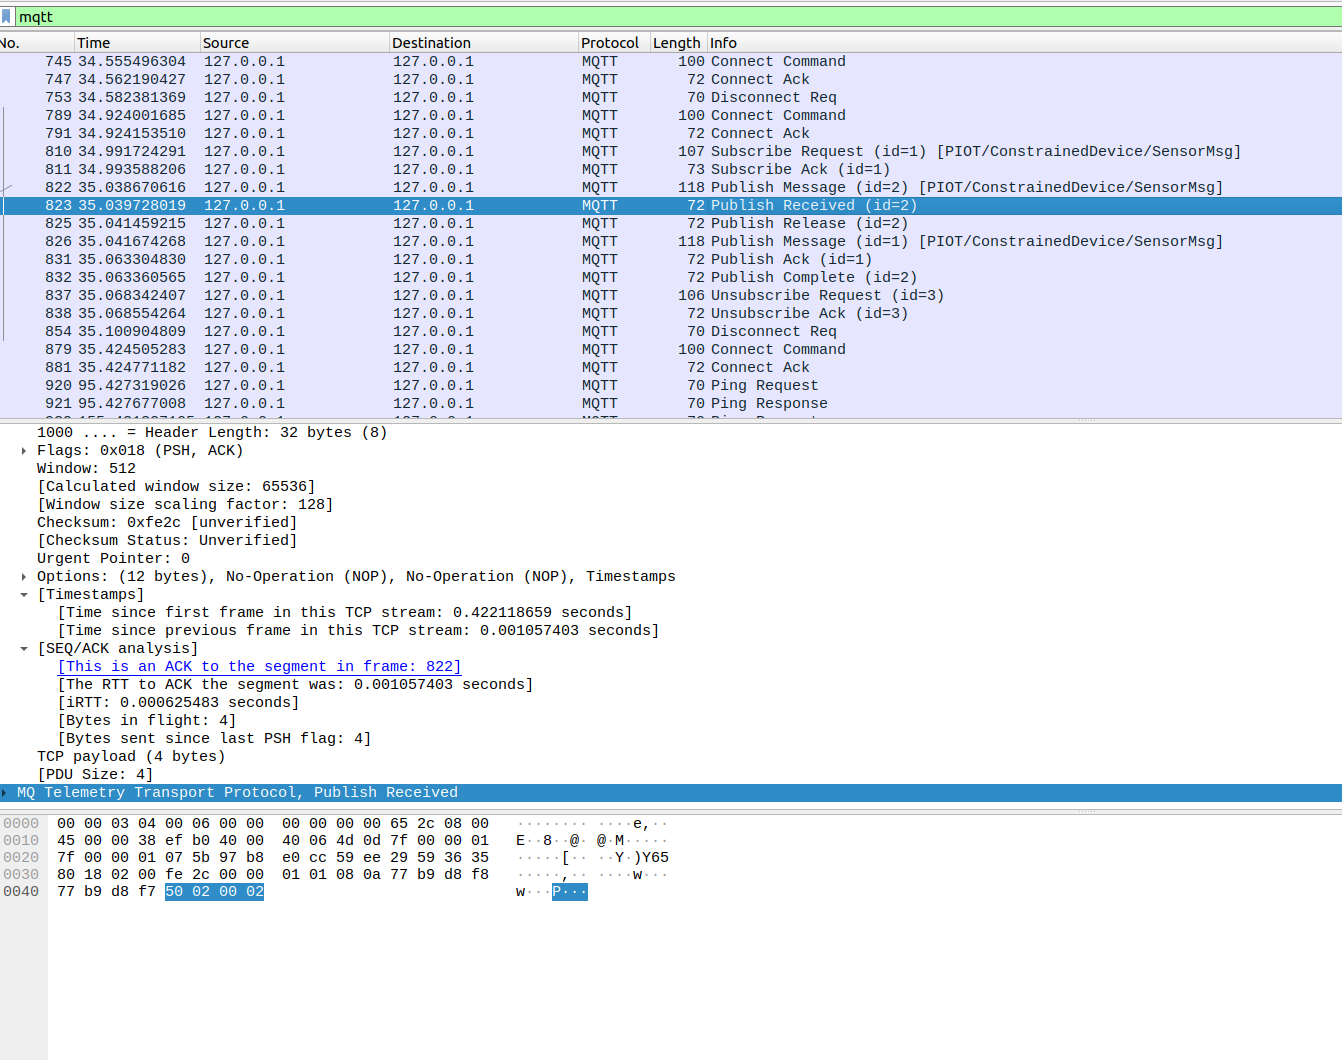 mqtt
No. Time Source Destination Protocol Length Info
745 34.555496304 127.0.0.1 127.0.0.1 MQTT 100 Connect Command
747 34.562190427 127.0.0.1 127.0.0.1 MQTT 72 Connect Ack
753 34.582381369 127.0.0.1 127.0.0.1 MQTT 70 Disconnect Req
789 34.924001685 127.0.0.1 127.0.0.1 MQTT 100 Connect Command
791 34.924153510 127.0.0.1 127.0.0.1 MQTT 72 Connect Ack
810 34.991724291 127.0.0.1 127.0.0.1 MQTT 107 Subscribe Request (id=1) [PIOT/ConstrainedDevice/SensorMsg]
811 34.993588206 127.0.0.1 127.0.0.1 MQTT 73 Subscribe Ack (id=1)
822 35.038670616 127.0.0.1 127.0.0.1 MQTT 118 Publish Message (id=2) [PIOT/ConstrainedDevice/SensorMsg]
823 35.039728019 127.0.0.1 127.0.0.1 MQTT 72 Publish Received (id=2)
825 35.041459215 127.0.0.1 127.0.0.1 MQTT 72 Publish Release (id=2)
826 35.041674268 127.0.0.1 127.0.0.1 MQTT 118 Publish Message (id=1) [PIOT/ConstrainedDevice/SensorMsg]
831 35.063304830 127.0.0.1 127.0.0.1 MQTT 72 Publish Ack (id=1)
832 35.063360565 127.0.0.1 127.0.0.1 MQTT 72 Publish Complete (id=2)
837 35.068342407 127.0.0.1 127.0.0.1 MQTT 106 Unsubscribe Request (id=3)
838 35.068554264 127.0.0.1 127.0.0.1 MQTT 72 Unsubscribe Ack (id=3)
854 35.100904809 127.0.0.1 127.0.0.1 MQTT 70 Disconnect Req
879 35.424505283 127.0.0.1 127.0.0.1 MQTT 100 Connect Command
881 35.424771182 127.0.0.1 127.0.0.1 MQTT 72 Connect Ack
920 95.427319026 127.0.0.1 127.0.0.1 MQTT 70 Ping Request
921 95.427677008 127.0.0.1 127.0.0.1 MQTT 70 Ping Response
1000 .... = Header Length: 32 bytes (8)
Flags: 0x018 (PSH, ACK)
Window: 512
[Calculated window size: 65536]
[Window size scaling factor: 128]
Checksum: 0xfe2c [unverified]
[Checksum Status: Unverified]
Urgent Pointer: 0
Options: (12 bytes), No-Operation (NOP), No-Operation (NOP), Timestamps
[Timestamps]
[Time since first frame in this TCP stream: 0.422118659 seconds]
[Time since previous frame in this TCP stream: 0.001057403 seconds]
[SEQ/ACK analysis]
[This is an ACK to the segment in frame: 822]
[The RTT to ACK the segment was: 0.001057403 seconds]
[iRTT: 0.000625483 seconds]
[Bytes in flight: 4]
[Bytes sent since last PSH flag: 4]
TCP payload (4 bytes)
[PDU Size: 4]
MQ Telemetry Transport Protocol, Publish Received
0000 00 00 03 04 00 06 00 00 00 00 00 00 65 2c 08 00 ········ ····e,··
0010 45 00 00 38 ef b0 40 00 40 06 4d 0d 7f 00 00 01 E··8··@· @·M·····
0020 7f 00 00 01 07 5b 97 b8 e0 cc 59 ee 29 59 36 35 ·····[·· ··Y·)Y65
0030 80 18 02 00 fe 2c 00 00 01 01 08 0a 77 b9 d8 f8 ·····,·· ····w···
0040 77 b9 d8 f7 50 02 00 02 w···P···